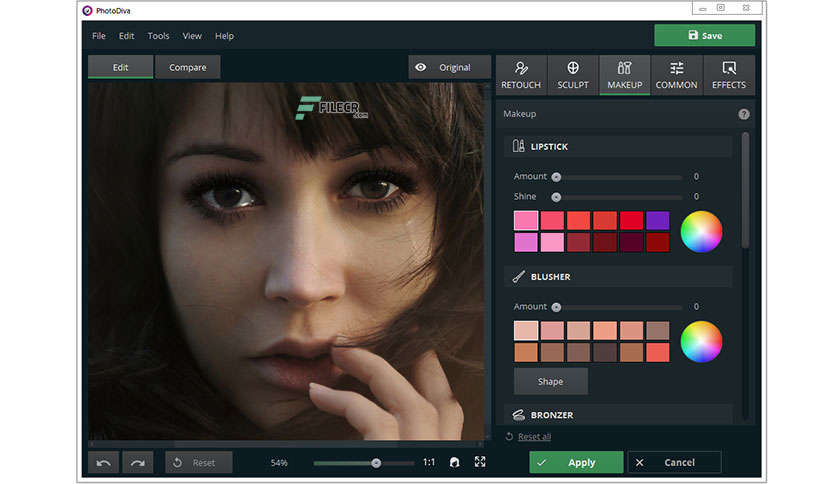 PhotoDiva
File Edit Tools View Help
Save
Edit Compare Original
RETOUCH SCULPT MAKEUP COMMON EFFECTS
FILECR
.com
Makeup
?
LIPSTICK
Amount 0
Shine 0
BLUSHER
Amount 0
Shape
BRONZER
Reset all
Reset 54% 1:1
Apply Cancel